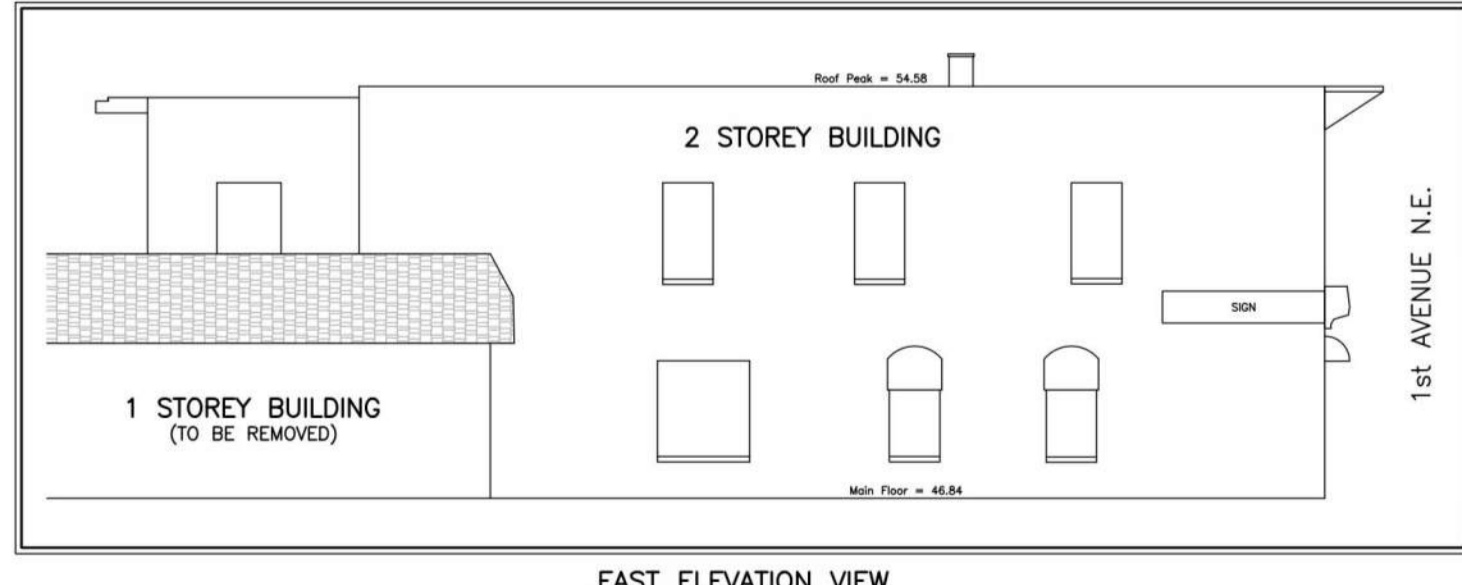 Roof Peak = 54.58
2 STOREY BUILDING
1st AVENUE N.E.
SIGN
1 STOREY BUILDING
(TO BE REMOVED)
Main Floor = 46.84
EAST ELEVATION VIEW